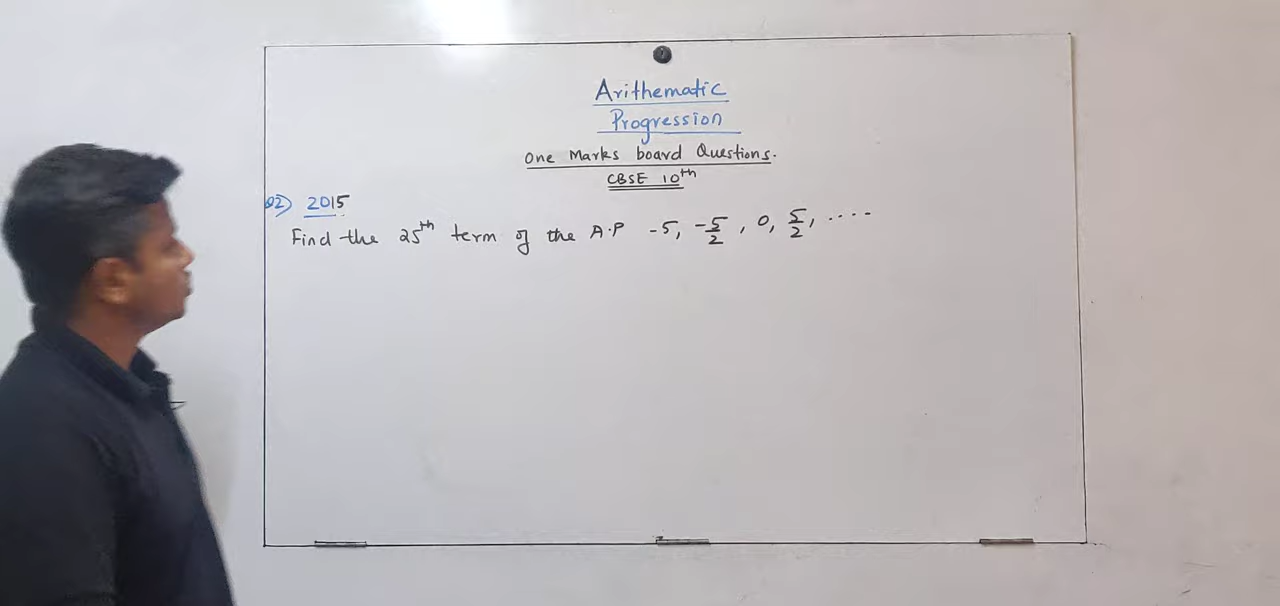 Arithematic
Progression
One Marks board Questions.
CBSE 10th
Q2) 2015
Find the 25th term of the A.P -5, -5/2, 0, 5/2, ....